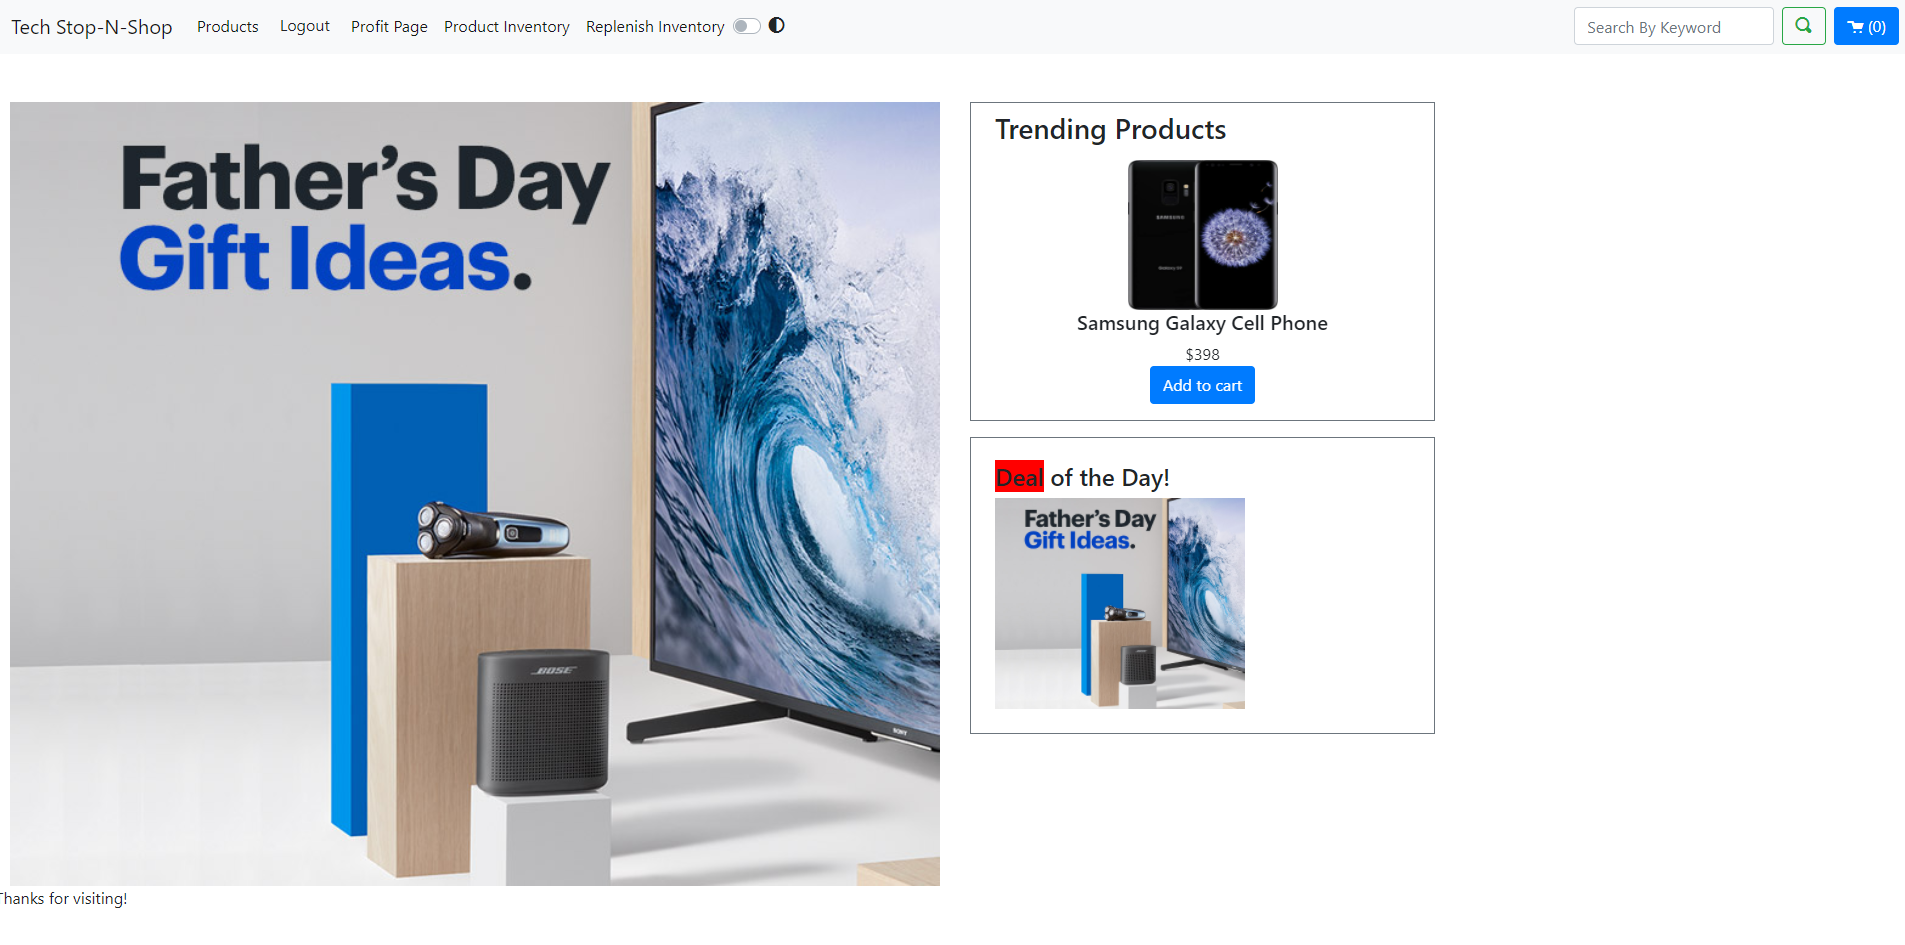 Tech Stop-N-Shop Products Logout Profit Page Product Inventory Replenish Inventory Search By Keyword (0)
Father's Day
Gift Ideas.
BOSE
SONY
Trending Products
SAMSUNG
Samsung Galaxy Cell Phone
$398
Add to cart
Deal of the Day!
Father's Day
Gift Ideas.
Thanks for visiting!